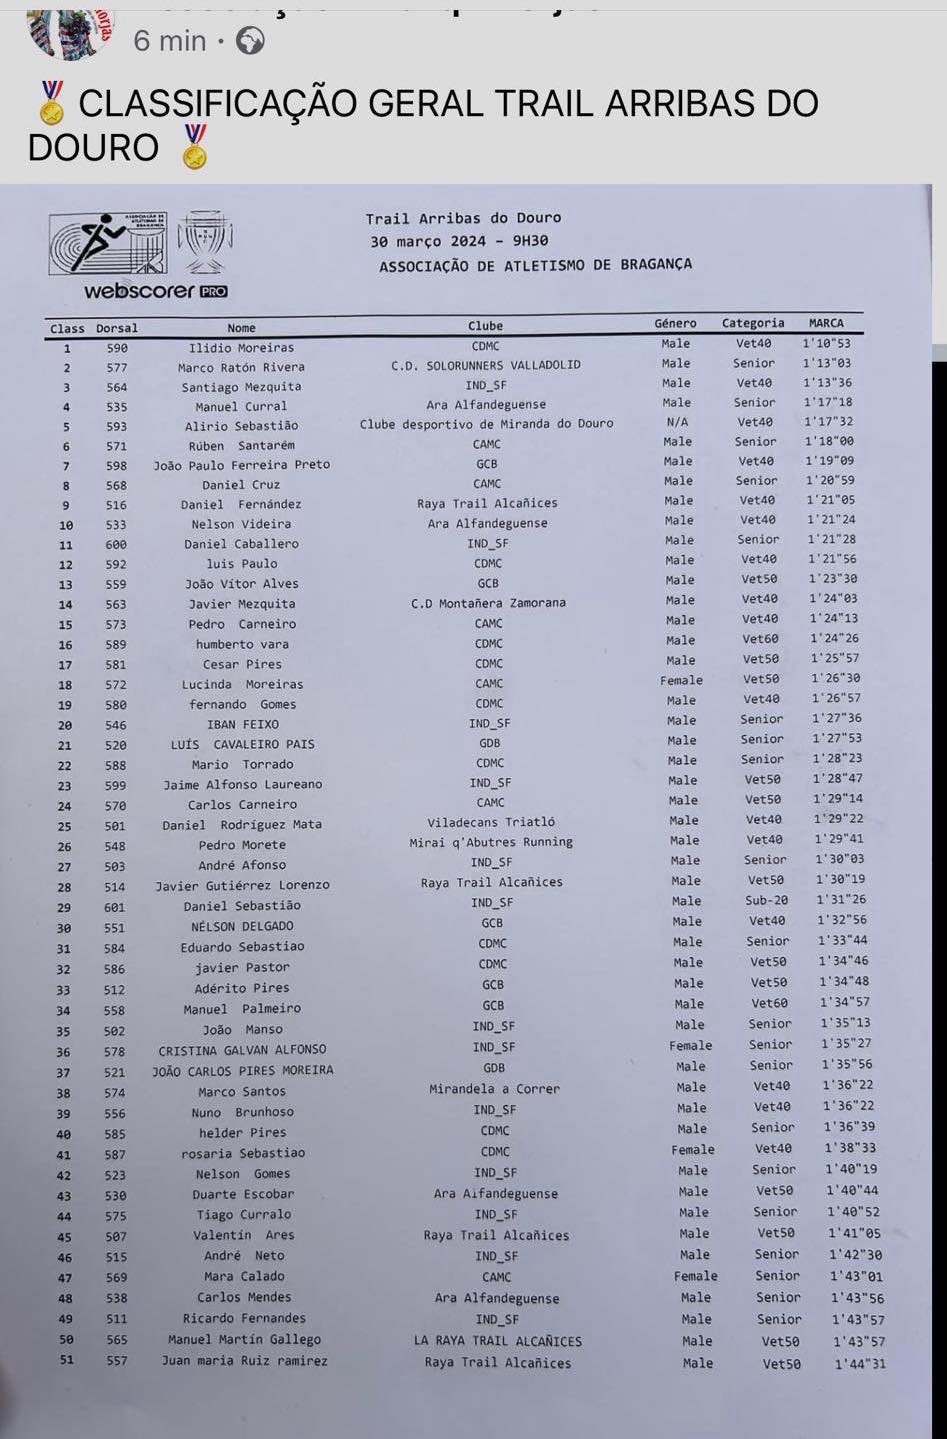 6 min ·
🏅 CLASSIFICAÇÃO GERAL TRAIL ARRIBAS DO
DOURO 🏅
ASSOCIAÇÃO DE
ATLETISMO DE
BRAGANÇA
webscorer PRO
Trail Arribas do Douro
30 março 2024 - 9H30
ASSOCIAÇÃO DE ATLETISMO DE BRAGANÇA
Class Dorsal Nome Clube Género Categoria MARCA
1 590 Ilidio Moreiras CDMC Male Vet40 1'10"53
2 577 Marco Ratón Rivera C.D. SOLORUNNERS VALLADOLID Male Senior 1'13"03
3 564 Santiago Mezquita IND_SF Male Vet40 1'13"36
4 535 Manuel Curral Ara Alfandeguense Male Senior 1'17"18
5 593 Alirio Sebastião Clube desportivo de Miranda do Douro N/A Vet40 1'17"32
6 571 Rúben Santarém CAMC Male Senior 1'18"00
7 598 João Paulo Ferreira Preto GCB Male Vet40 1'19"09
8 568 Daniel Cruz CAMC Male Senior 1'20"59
9 516 Daniel Fernández Raya Trail Alcañices Male Vet40 1'21"05
10 533 Nelson Videira Ara Alfandeguense Male Vet40 1'21"24
11 600 Daniel Caballero IND_SF Male Senior 1'21"28
12 592 luis Paulo CDMC Male Vet40 1'21"56
13 559 João Vítor Alves GCB Male Vet50 1'23"30
14 563 Javier Mezquita C.D Montañera Zamorana Male Vet40 1'24"03
15 573 Pedro Carneiro CAMC Male Vet40 1'24"13
16 589 humberto vara CDMC Male Vet60 1'24"26
17 581 Cesar Pires CDMC Male Vet50 1'25"57
18 572 Lucinda Moreiras CAMC Female Vet50 1'26"30
19 580 fernando Gomes CDMC Male Vet40 1'26"57
20 546 IBAN FEIXO IND_SF Male Senior 1'27"36
21 520 LUÍS CAVALEIRO PAIS GDB Male Senior 1'27"53
22 588 Mario Torrado CDMC Male Senior 1'28"23
23 599 Jaime Alfonso Laureano IND_SF Male Vet50 1'28"47
24 570 Carlos Carneiro CAMC Male Vet50 1'29"14
25 501 Daniel Rodríguez Mata Viladecans Triatló Male Vet40 1'29"22
26 548 Pedro Morete Mirai q'Abutres Running Male Vet40 1'29"41
27 503 André Afonso IND_SF Male Senior 1'30"03
28 514 Javier Gutiérrez Lorenzo Raya Trail Alcañices Male Vet50 1'30"19
29 601 Daniel Sebastião IND_SF Male Sub-20 1'31"26
30 551 NÉLSON DELGADO GCB Male Vet40 1'32"56
31 584 Eduardo Sebastiao CDMC Male Senior 1'33"44
32 586 javier Pastor CDMC Male Vet50 1'34"46
33 512 Adérito Pires GCB Male Vet50 1'34"48
34 558 Manuel Palmeiro GCB Male Vet60 1'34"57
35 502 João Manso IND_SF Male Senior 1'35"13
36 578 CRISTINA GALVAN ALFONSO IND_SF Female Senior 1'35"27
37 521 JOÃO CARLOS PIRES MOREIRA GDB Male Senior 1'35"56
38 574 Marco Santos Mirandela a Correr Male Vet40 1'36"22
39 556 Nuno Brunhoso IND_SF Male Vet40 1'36"22
40 585 helder Pires CDMC Male Senior 1'36"39
41 587 rosaria Sebastiao CDMC Female Vet40 1'38"33
42 523 Nelson Gomes IND_SF Male Senior 1'40"19
43 530 Duarte Escobar Ara Alfandeguense Male Vet50 1'40"44
44 575 Tiago Curralo IND_SF Male Senior 1'40"52
45 507 Valentín Ares Raya Trail Alcañices Male Vet50 1'41"05
46 515 André Neto IND_SF Male Senior 1'42"30
47 569 Mara Calado CAMC Female Senior 1'43"01
48 538 Carlos Mendes Ara Alfandeguense Male Senior 1'43"56
49 511 Ricardo Fernandes IND_SF Male Senior 1'43"57
50 565 Manuel Martín Gallego LA RAYA TRAIL ALCAÑICES Male Vet50 1'43"57
51 557 Juan maria Ruiz ramirez Raya Trail Alcañices Male Vet50 1'44"31